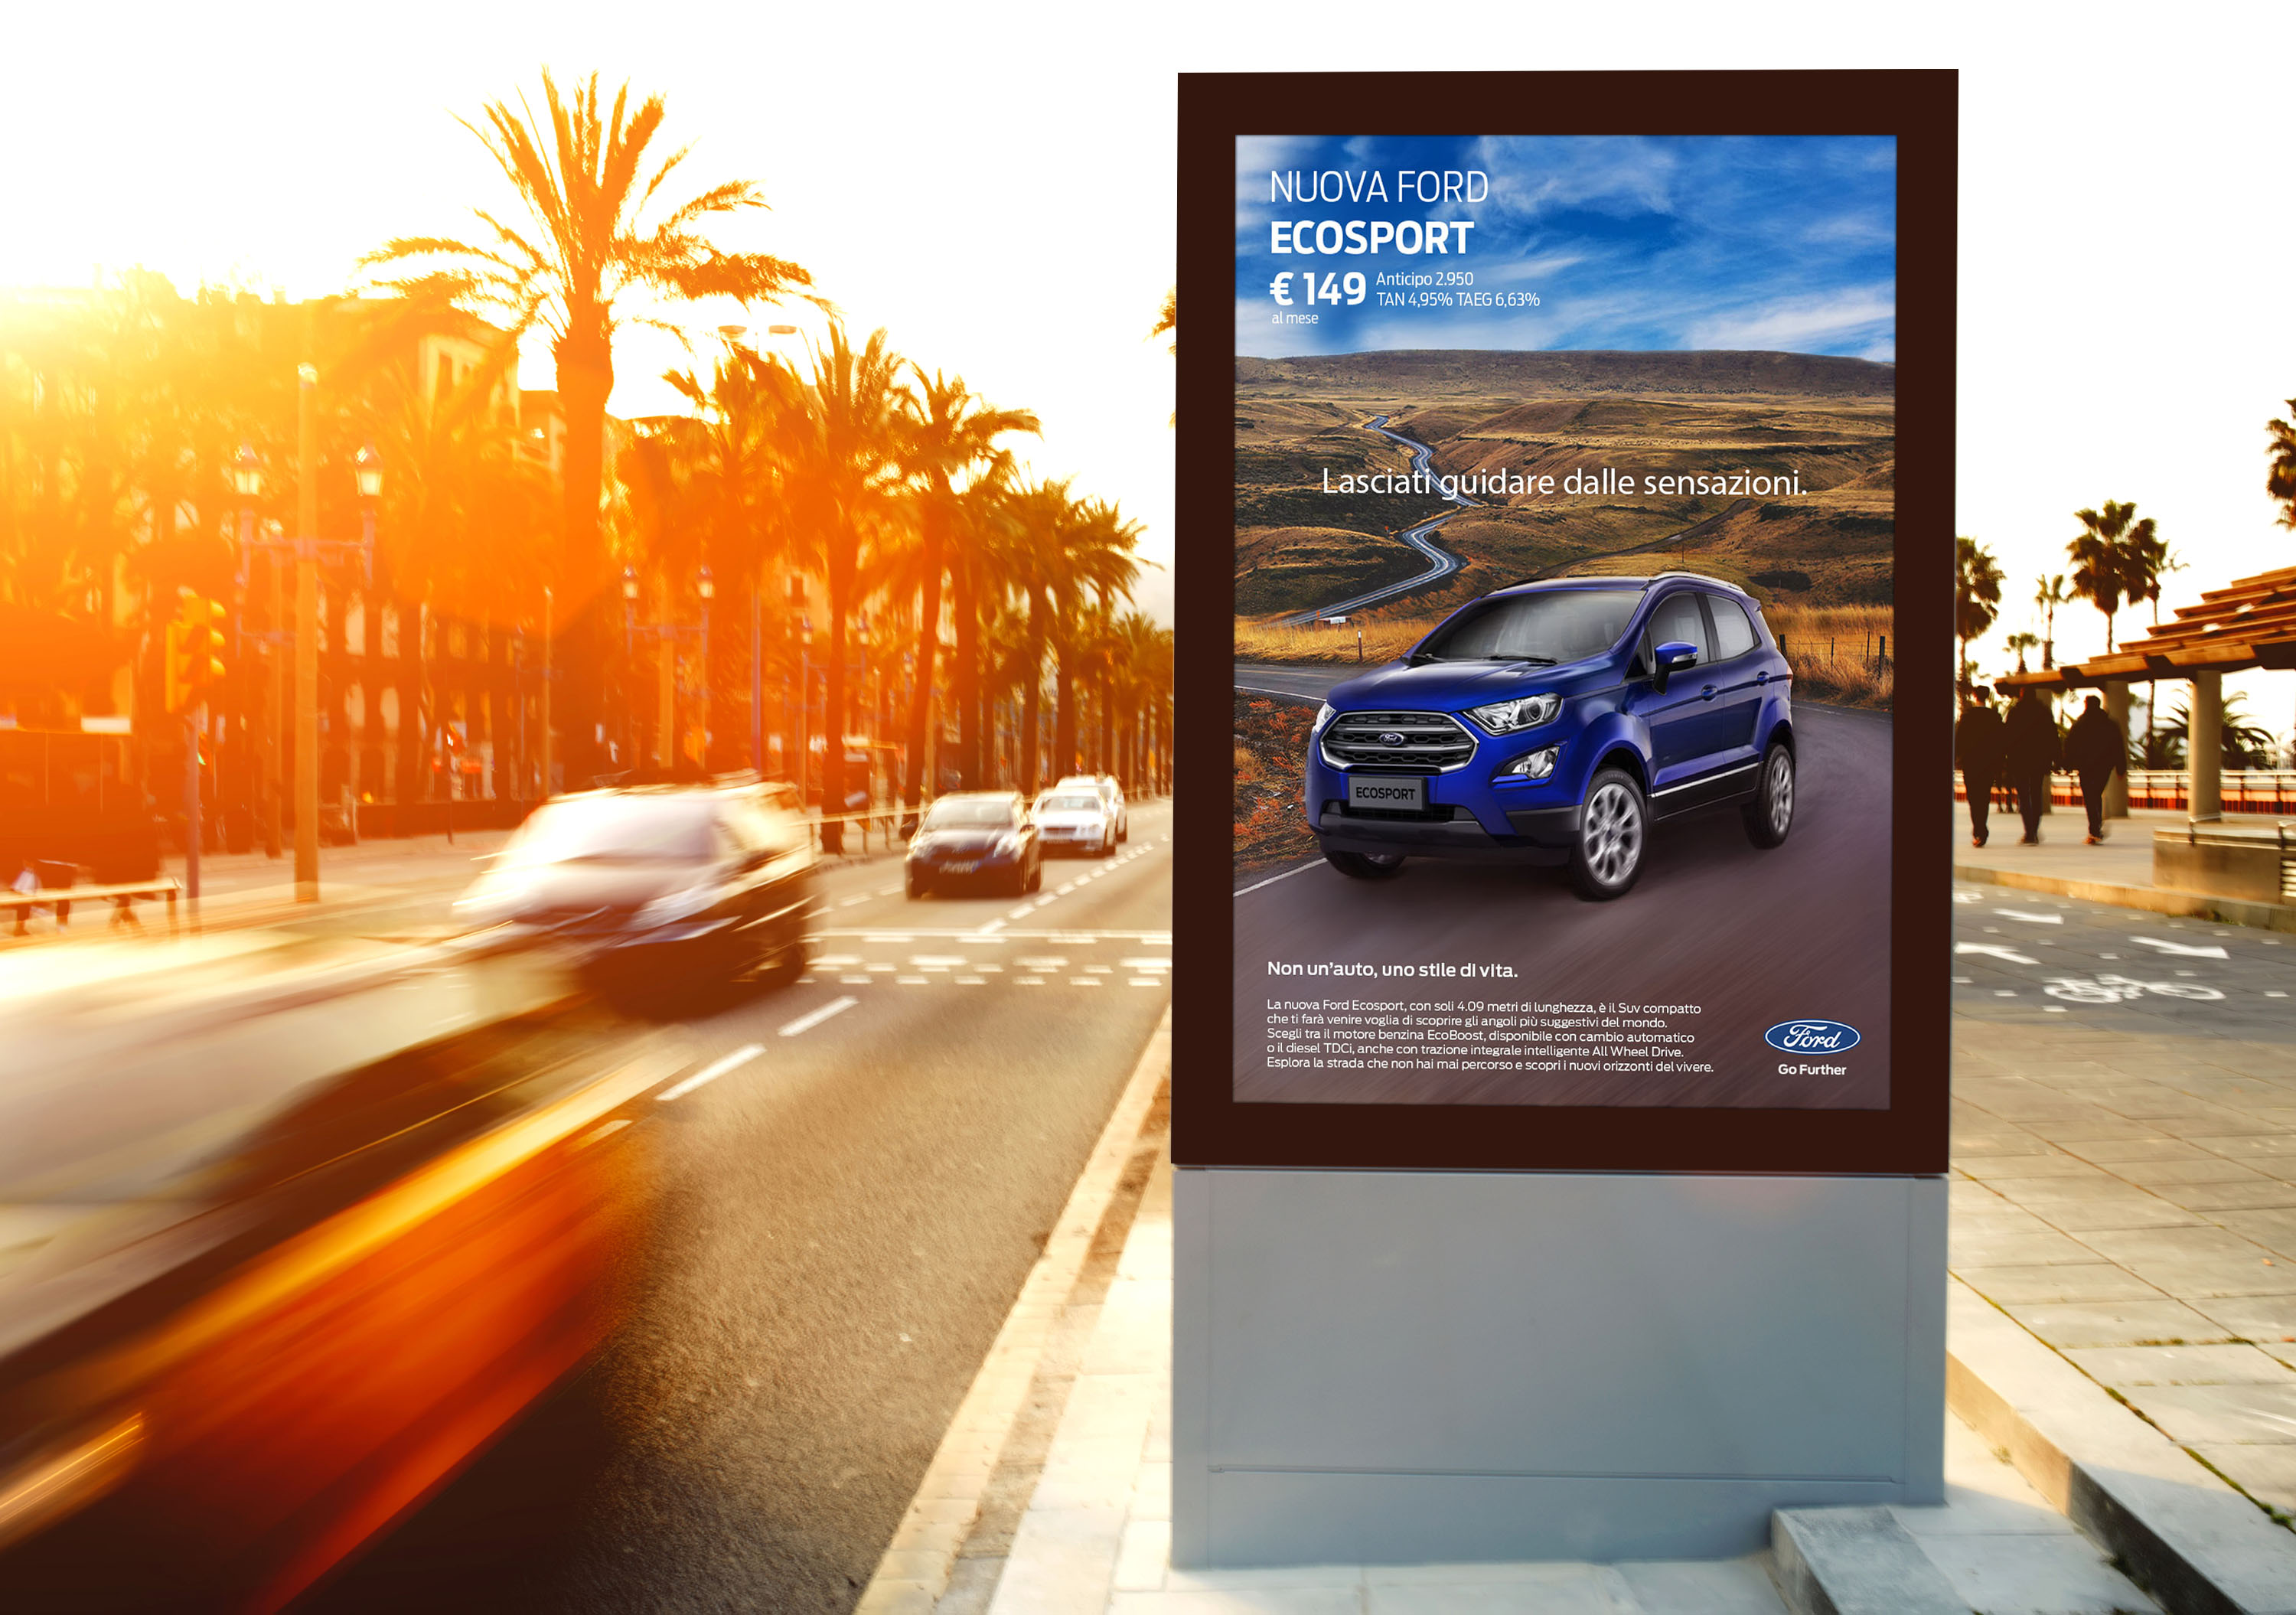 NUOVA FORD
ECOSPORT
€ 149 Anticipo 2.950
TAN 4,95% TAEG 6,63%
al mese
Lasciati guidare dalle sensazioni.
Ford
ECOSPORT
Non un'auto, uno stile di vita.
La nuova Ford Ecosport, con soli 4.09 metri di lunghezza, è il Suv compatto
che ti farà venire voglia di scoprire gli angoli più suggestivi del mondo.
Scegli tra il motore benzina EcoBoost, disponibile con cambio automatico
o il diesel TDCi, anche con trazione integrale intelligente All Wheel Drive.
Esplora la strada che non hai mai percorso e scopri i nuovi orizzonti del vivere.
Ford
Go Further